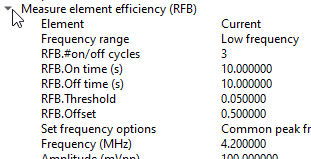 Measure element efficiency (RFB)
Element Current
Frequency range Low frequency
RFB.#on/off cycles 3
RFB.On time (s) 10.000000
RFB.Off time (s) 10.000000
RFB.Threshold 0.050000
RFB.Offset 0.500000
Set frequency options Common peak fr
Frequency (MHz) 4.200000
Amplitude (mVpp) 100.000000